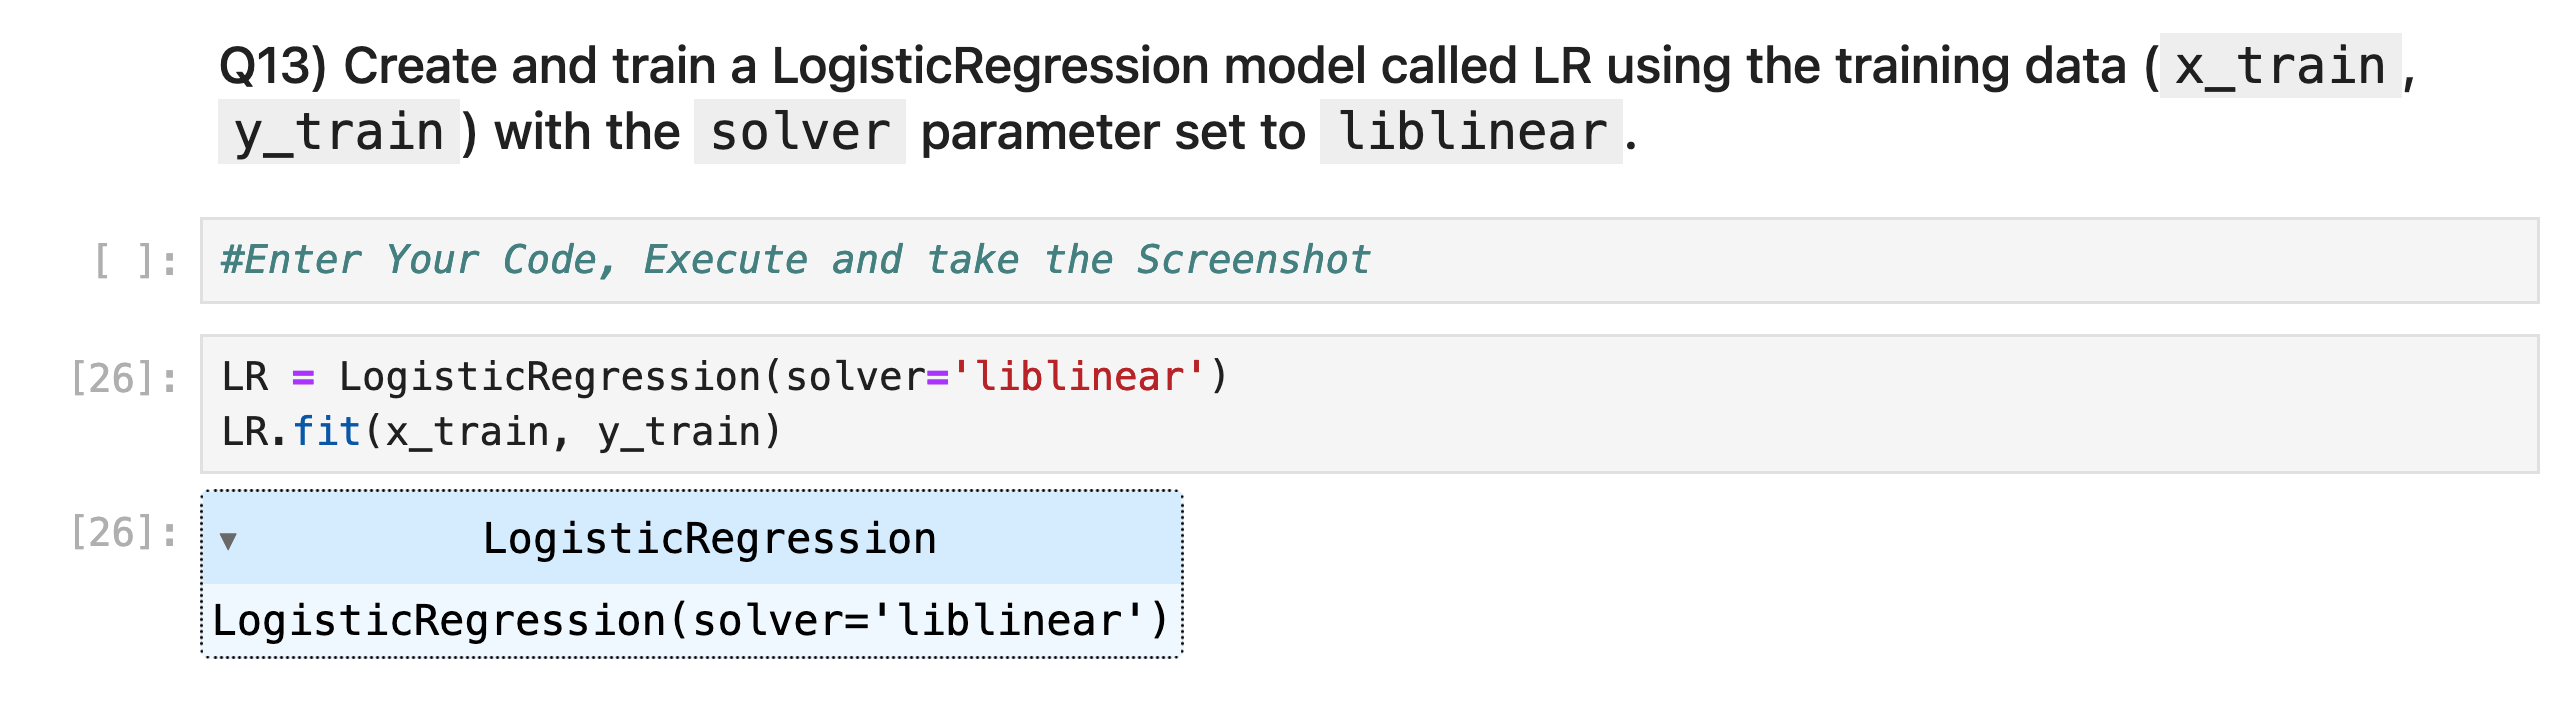 Q13) Create and train a LogisticRegression model called LR using the training data ( x_train ,
y_train ) with the solver parameter set to liblinear .
[ ]: #Enter Your Code, Execute and take the Screenshot
[26]: LR = LogisticRegression(solver='liblinear')
LR.fit(x_train, y_train)
[26]: ▼ LogisticRegression
LogisticRegression(solver='liblinear')